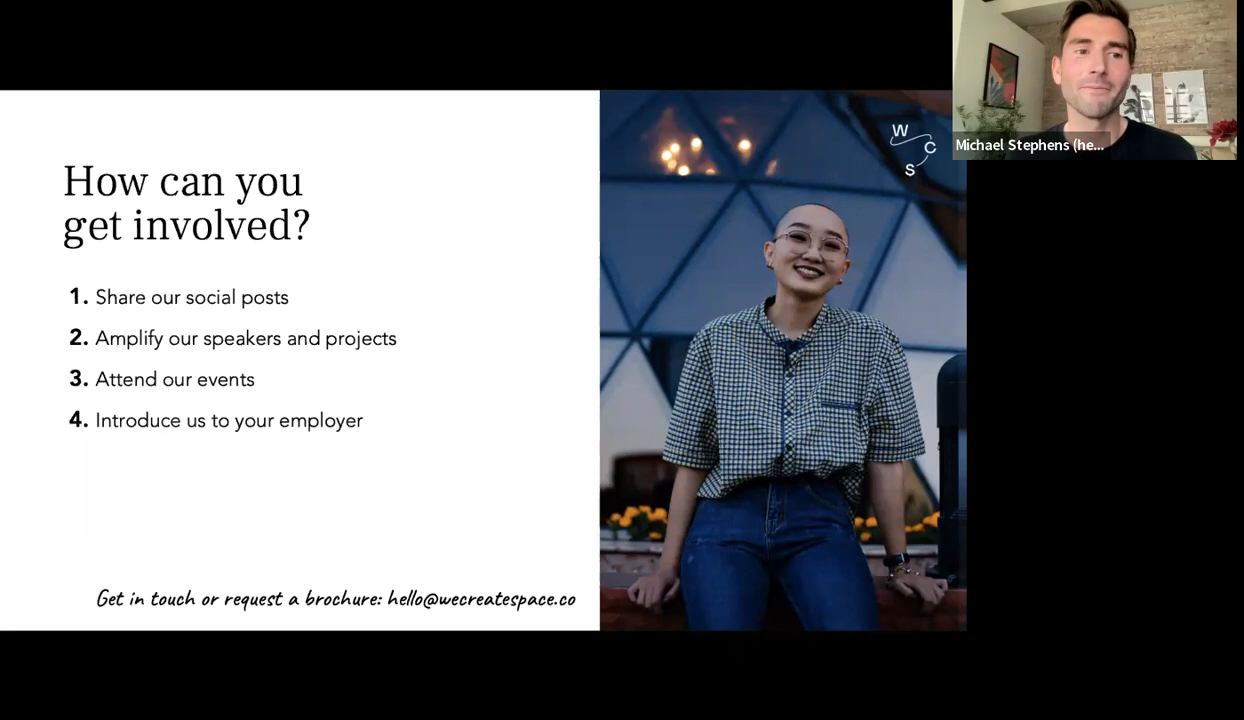 How can you
get involved?
1. Share our social posts
2. Amplify our speakers and projects
3. Attend our events
4. Introduce us to your employer
Get in touch or request a brochure: hello@wecreatespace.co
W
C
S
Michael Stephens (he...